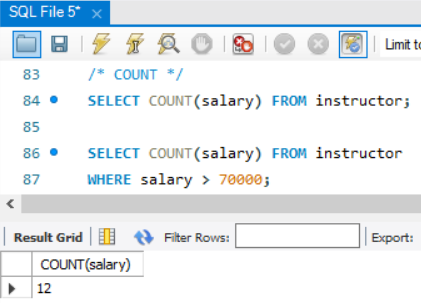 SQL File 5*
Limit to
83 /* COUNT */
84 SELECT COUNT(salary) FROM instructor;
85
86 SELECT COUNT(salary) FROM instructor
87 WHERE salary > 70000;
Result Grid Filter Rows: Export:
COUNT(salary)
12